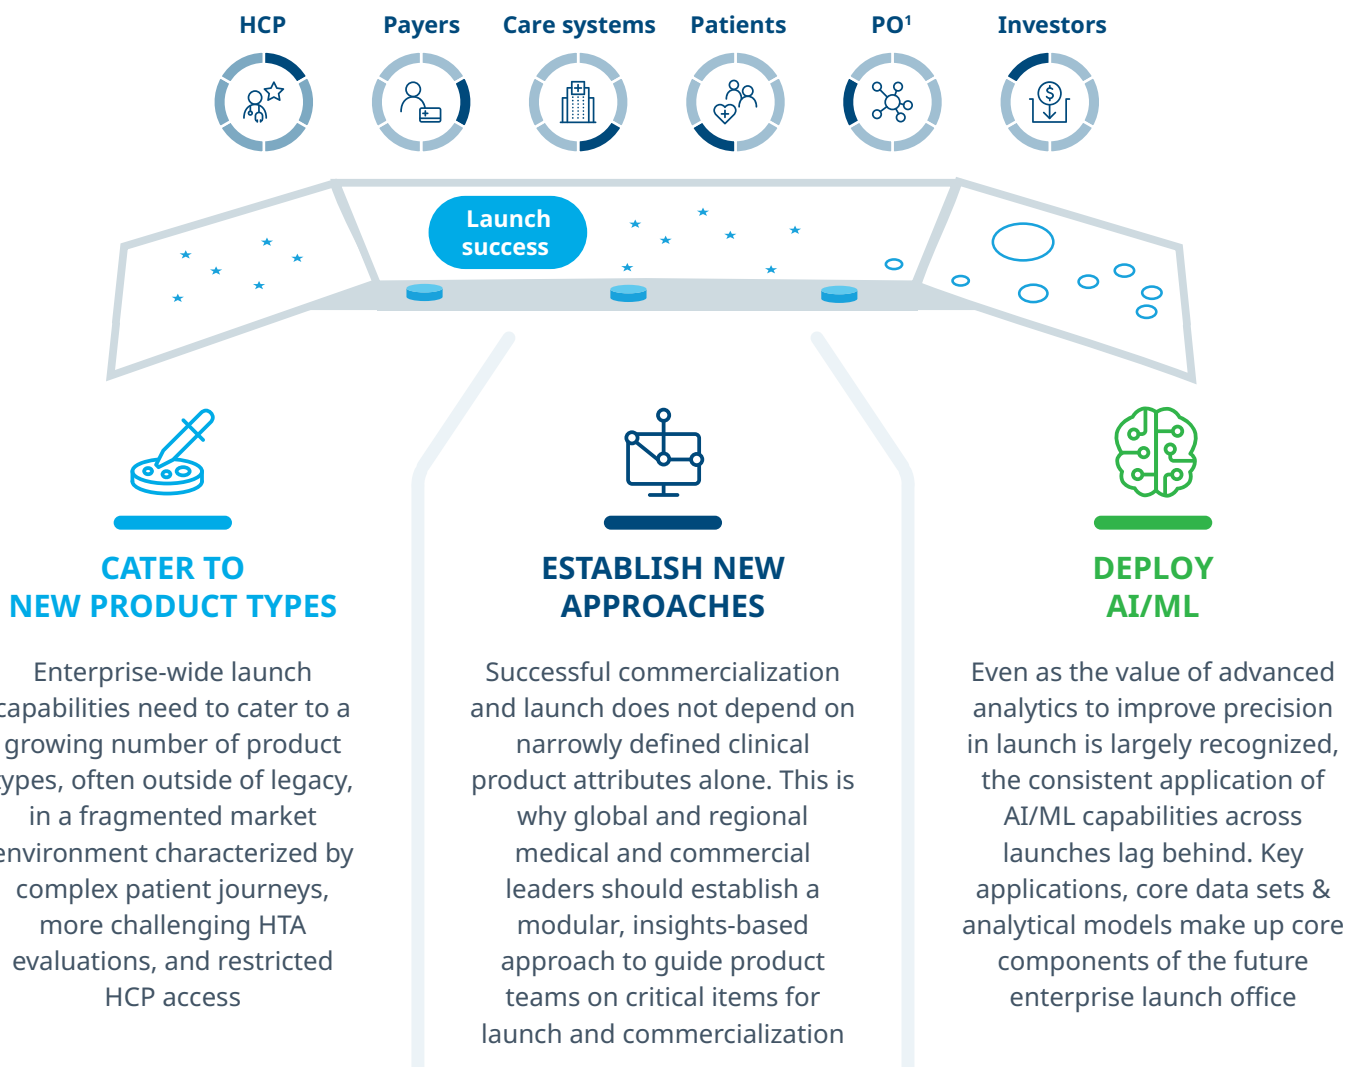 HCP
Payers
Care systems
Patients
PO¹
Investors
Launch
success
CATER TO
NEW PRODUCT TYPES
Enterprise-wide launch
capabilities need to cater to a
growing number of product
types, often outside of legacy,
in a fragmented market
environment characterized by
complex patient journeys,
more challenging HTA
evaluations, and restricted
HCP access
ESTABLISH NEW
APPROACHES
Successful commercialization
and launch does not depend on
narrowly defined clinical
product attributes alone. This is
why global and regional
medical and commercial
leaders should establish a
modular, insights-based
approach to guide product
teams on critical items for
launch and commercialization
DEPLOY
AI/ML
Even as the value of advanced
analytics to improve precision
in launch is largely recognized,
the consistent application of
AI/ML capabilities across
launches lag behind. Key
applications, core data sets &
analytical models make up core
components of the future
enterprise launch office